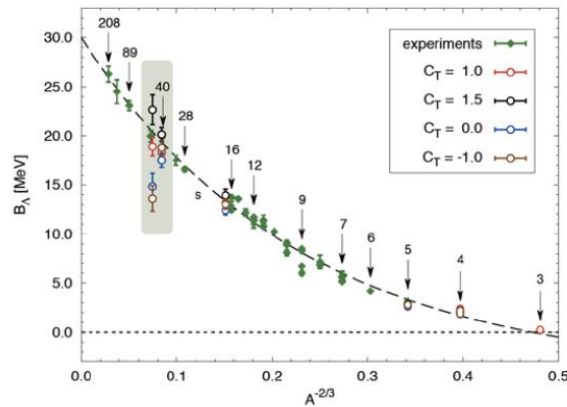 208
89
40
28
16
12
9
7
6
5
4
3
experiments
C_T = 1.0
C_T = 1.5
C_T = 0.0
C_T = -1.0
30.0
25.0
20.0
15.0
10.0
5.0
0.0
B_Λ [MeV]
s
0.0 0.1 0.2 0.3 0.4 0.5
A^{-2/3}